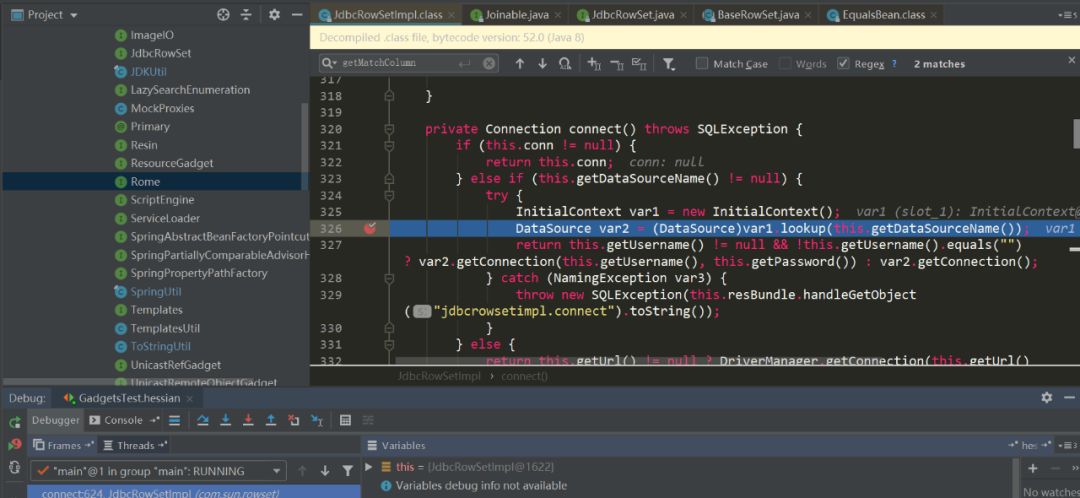 Project
ImageIO
JdbcRowSet
JDKUtil
LazySearchEnumeration
MockProxies
Primary
Resin
ResourceGadget
Rome
ScriptEngine
ServiceLoader
SpringAbstractBeanFactoryPointcut
SpringPartiallyComparableAdvisorH
SpringPropertyPathFactory
SpringUtil
Templates
TemplatesUtil
ToStringUtil
UnicastRefGadget
UnicastRemoteObjectGadget
JdbcRowSetImpl.class Joinable.java JdbcRowSet.java BaseRowSet.java EqualsBean.class
Decompiled .class file, bytecode version: 52.0 (Java 8)
getMatchColumn Match Case Words Regex ? 2 matches
317
318 }
319
320 private Connection connect() throws SQLException {
321 if (this.conn != null) {
322 return this.conn; conn: null
323 } else if (this.getDataSourceName() != null) {
324 try {
325 InitialContext var1 = new InitialContext(); var1 (slot_1): InitialContext@
326 DataSource var2 = (DataSource)var1.lookup(this.getDataSourceName()); var1
327 return this.getUsername() != null && !this.getUsername().equals("")
? var2.getConnection(this.getUsername(), this.getPassword()) : var2.getConnection();
328 } catch (NamingException var3) {
329 throw new SQLException(this.resBundle.handleGetObject
(s: "jdbcrowsetimpl.connect").toString());
330 }
331 } else {
332 return this.getUrl() != null ? DriverManager.getConnection(this.getUrl()
JdbcRowSetImpl › connect()
Debug: GadgetsTest.hessian
Debugger Console
Frames Threads Variables hes
"main"@1 in group "main": RUNNING this = {JdbcRowSetImpl@1622}
Variables debug info not available
connect:624, JdbcRowSetImpl (com.sun.rowset) No watches